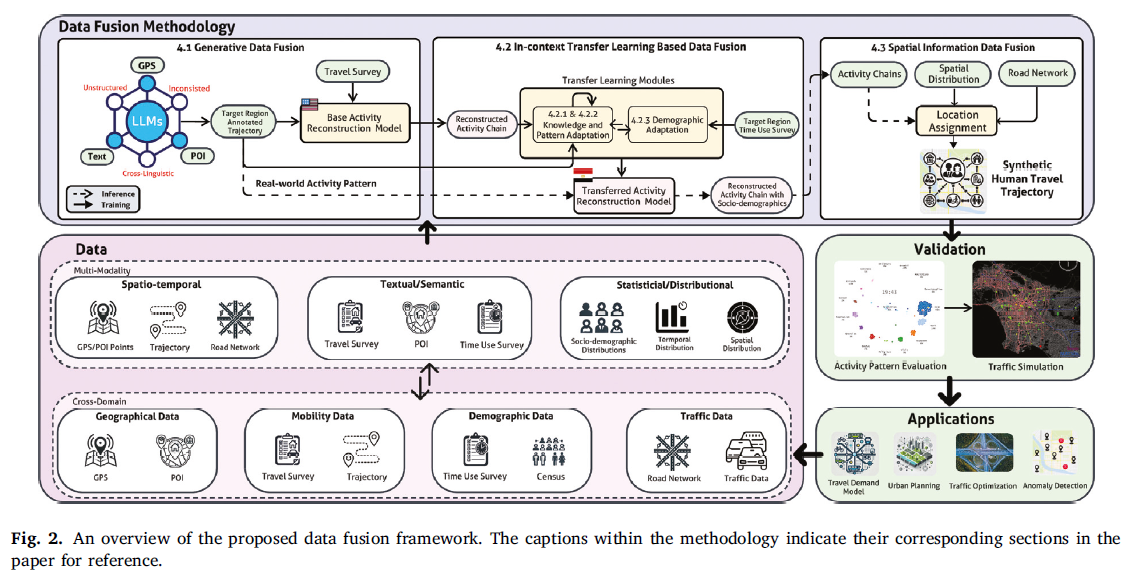 Data Fusion Methodology
4.1 Generative Data Fusion
GPS
Unstructured
Inconsisted
LLMs
Text
POI
Cross-Linguistic
Inference
Training
Target Region
Annotated
Trajectory
Travel Survey
Base Activity
Reconstruction Model
Real-world Activity Pattern
4.2 In-context Transfer Learning Based Data Fusion
Transfer Learning Modules
Reconstructed
Activity Chain
4.2.1 & 4.2.2
Knowledge and
Pattern Adaptation
4.2.3 Demographic
Adaptation
Target Region
Time Use Survey
Transferred Activity
Reconstruction Model
Reconstructed
Activity Chain with
Socio-demographics
4.3 Spatial Information Data Fusion
Activity Chains
Spatial
Distribution
Road Network
Location
Assignment
Synthetic
Human Travel
Trajectory
Data
Multi-Modality
Spatio-temporal
GPS/POI Points
Trajectory
Road Network
Textual/Semantic
Travel Survey
POI
Time Use Survey
Statisticial/Distributional
Socio-demographic
Distributions
Temporal
Distribution
Spatial
Distribution
Cross-Domain
Geographical Data
GPS
POI
Mobility Data
Travel Survey
Trajectory
Demographic Data
Time Use Survey
Census
Traffic Data
Road Network
Traffic Data
Validation
Activity Pattern Evaluation
Traffic Simulation
Applications
Travel Demand
Model
Urban Planning
Traffic Optimization
Anomaly Detection
Fig. 2. An overview of the proposed data fusion framework. The captions within the methodology indicate their corresponding sections in the
paper for reference.